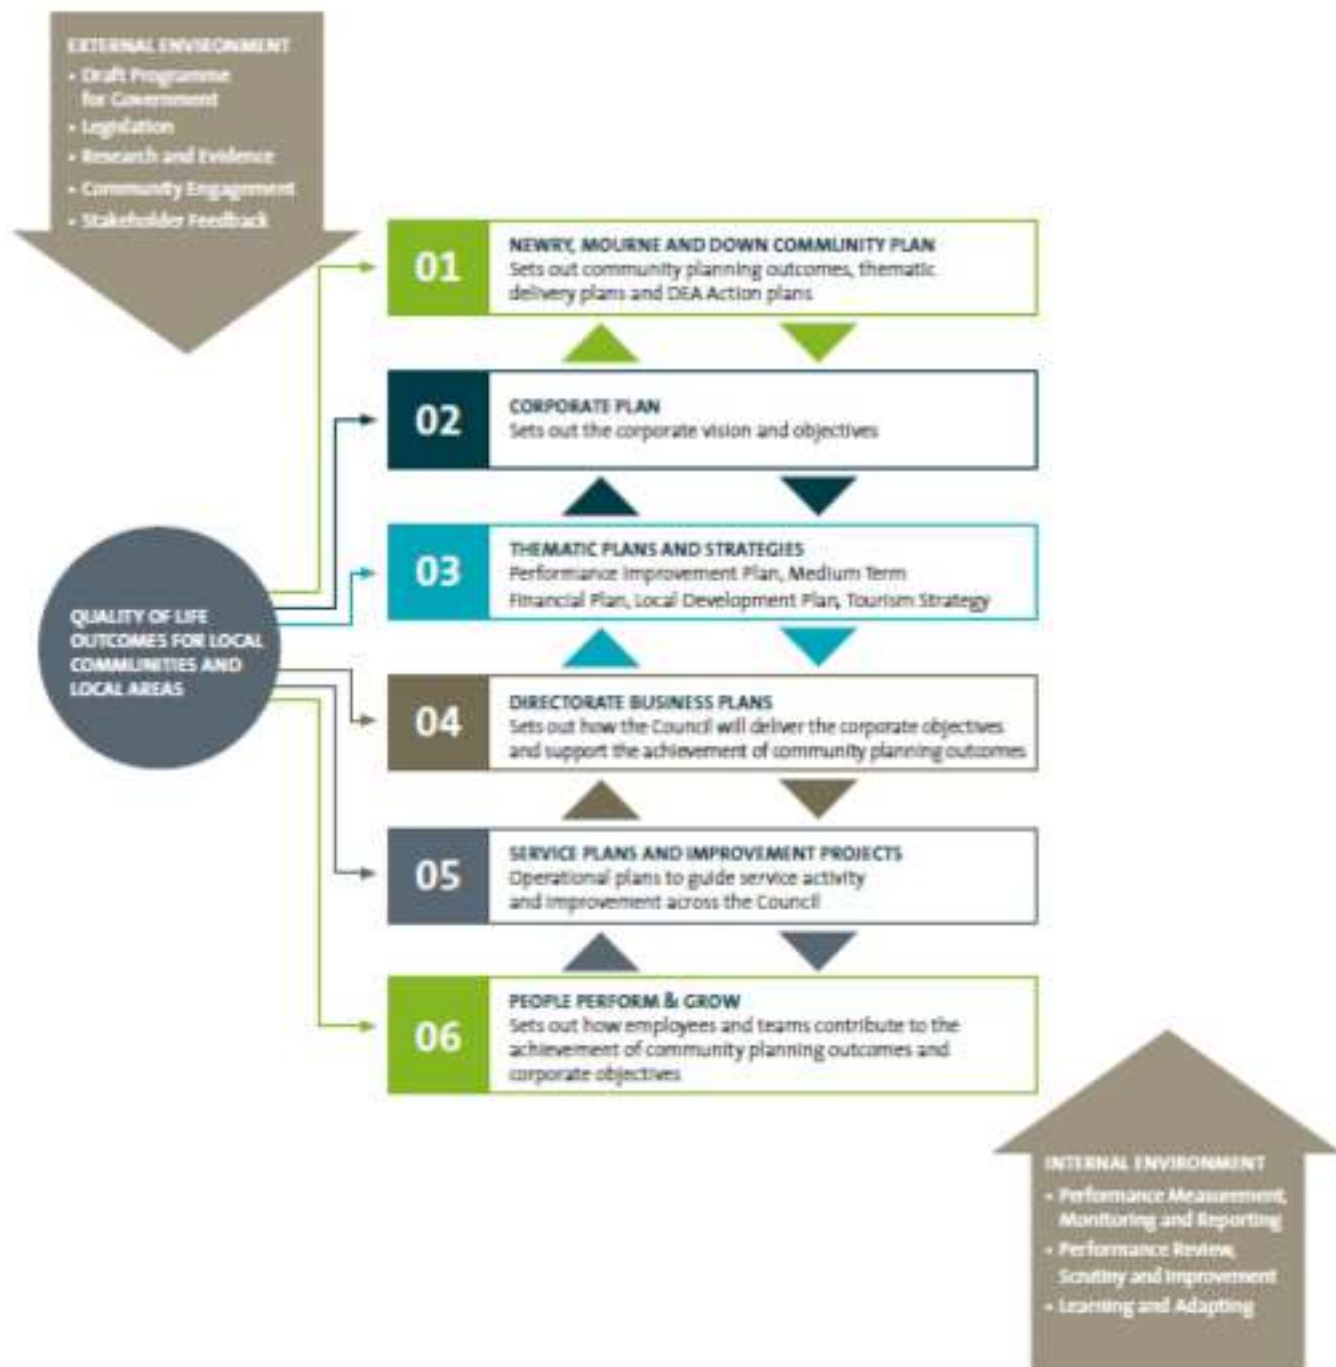 EXTERNAL ENVIRONMENT
• Draft Programme
for Government
• Legislation
• Research and Evidence
• Community Engagement
• Stakeholder Feedback
01
NEWRY, MOURNE AND DOWN COMMUNITY PLAN
Sets out community planning outcomes, thematic
delivery plans and DEA Action plans
02
CORPORATE PLAN
Sets out the corporate vision and objectives
03
THEMATIC PLANS AND STRATEGIES
Performance Improvement Plan, Medium Term
Financial Plan, Local Development Plan, Tourism Strategy
QUALITY OF LIFE
OUTCOMES FOR LOCAL
COMMUNITIES AND
LOCAL AREAS
04
DIRECTORATE BUSINESS PLANS
Sets out how the Council will deliver the corporate objectives
and support the achievement of community planning outcomes
05
SERVICE PLANS AND IMPROVEMENT PROJECTS
Operational plans to guide service activity
and improvement across the Council
06
PEOPLE PERFORM & GROW
Sets out how employees and teams contribute to the
achievement of community planning outcomes and
corporate objectives
INTERNAL ENVIRONMENT
• Performance Measurement,
Monitoring and Reporting
• Performance Review,
Scrutiny and Improvement
• Learning and Adapting